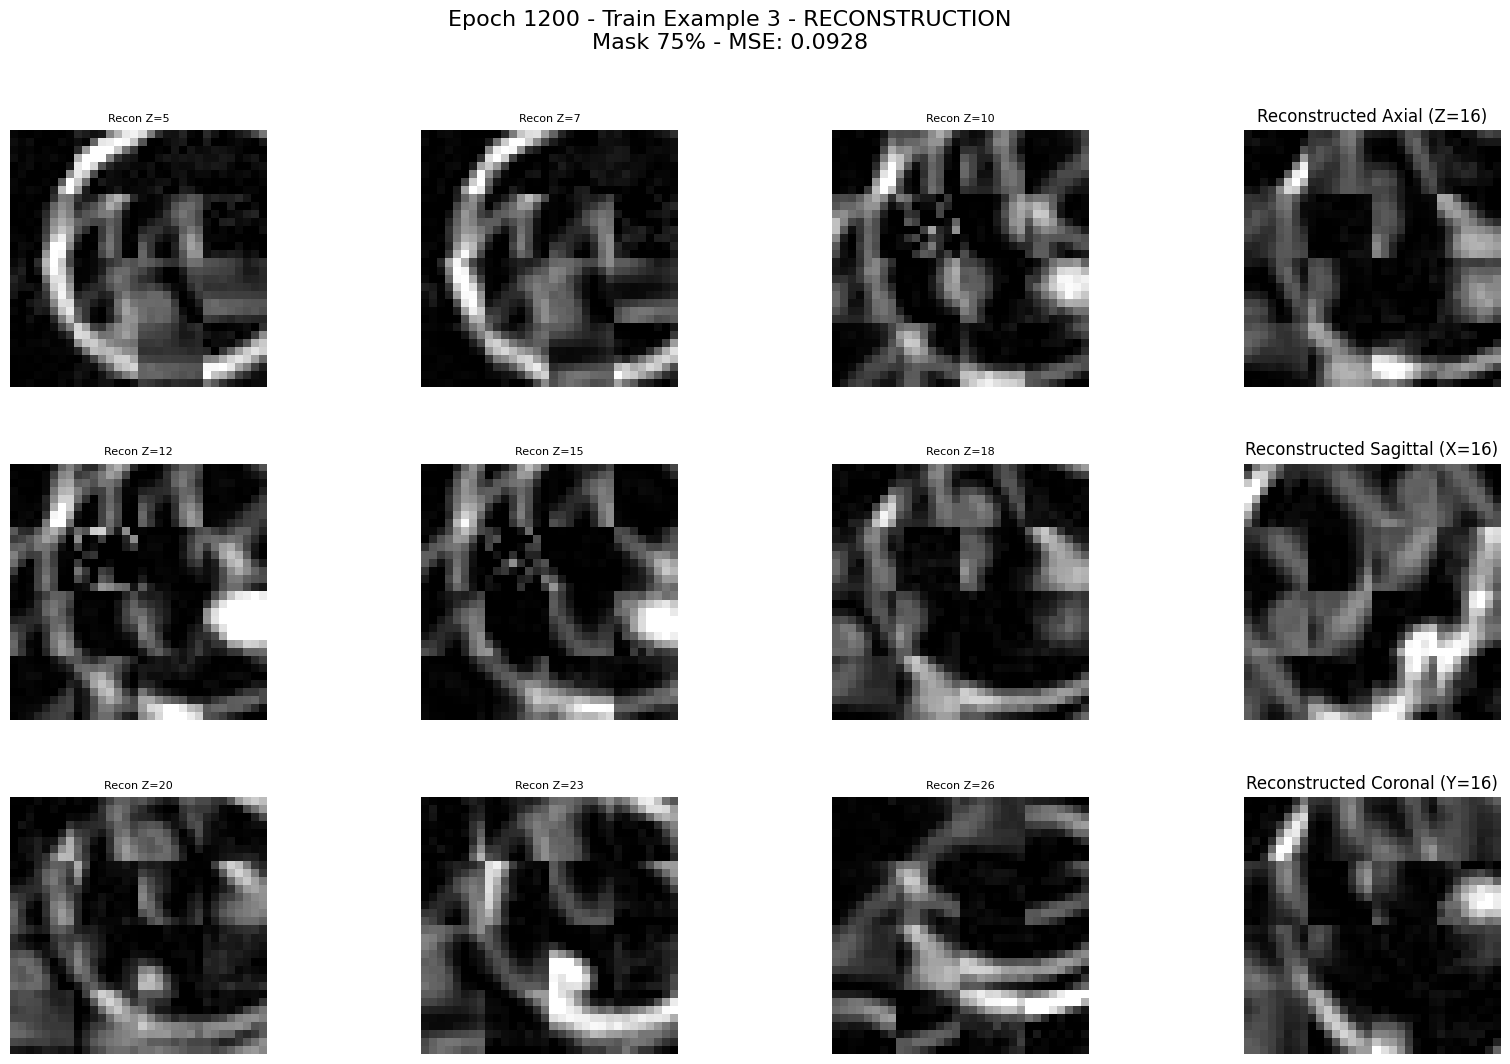 Epoch 1200 - Train Example 3 - RECONSTRUCTION
Mask 75% - MSE: 0.0928
Recon Z=5
Recon Z=7
Recon Z=10
Reconstructed Axial (Z=16)
Recon Z=12
Recon Z=15
Recon Z=18
Reconstructed Sagittal (X=16)
Recon Z=20
Recon Z=23
Recon Z=26
Reconstructed Coronal (Y=16)